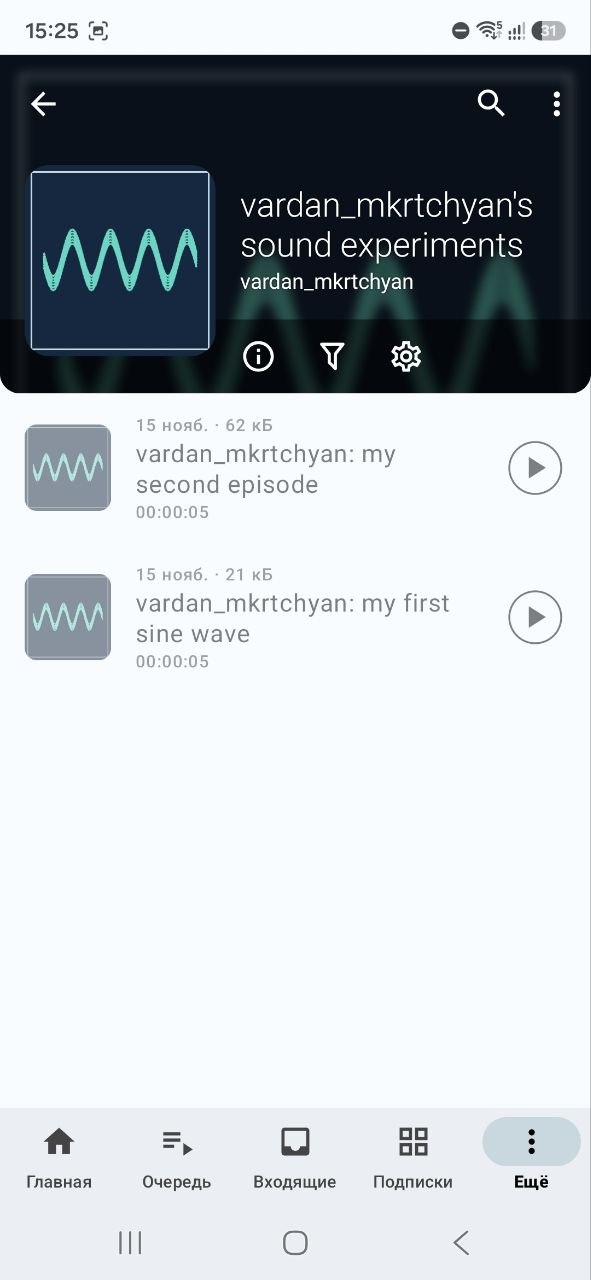 15:25
5
31
vardan_mkrtchyan's
sound experiments
vardan_mkrtchyan
15 нояб. · 62 кБ
vardan_mkrtchyan: my
second episode
00:00:05
15 нояб. · 21 кБ
vardan_mkrtchyan: my first
sine wave
00:00:05
Главная Очередь Входящие Подписки Ещё